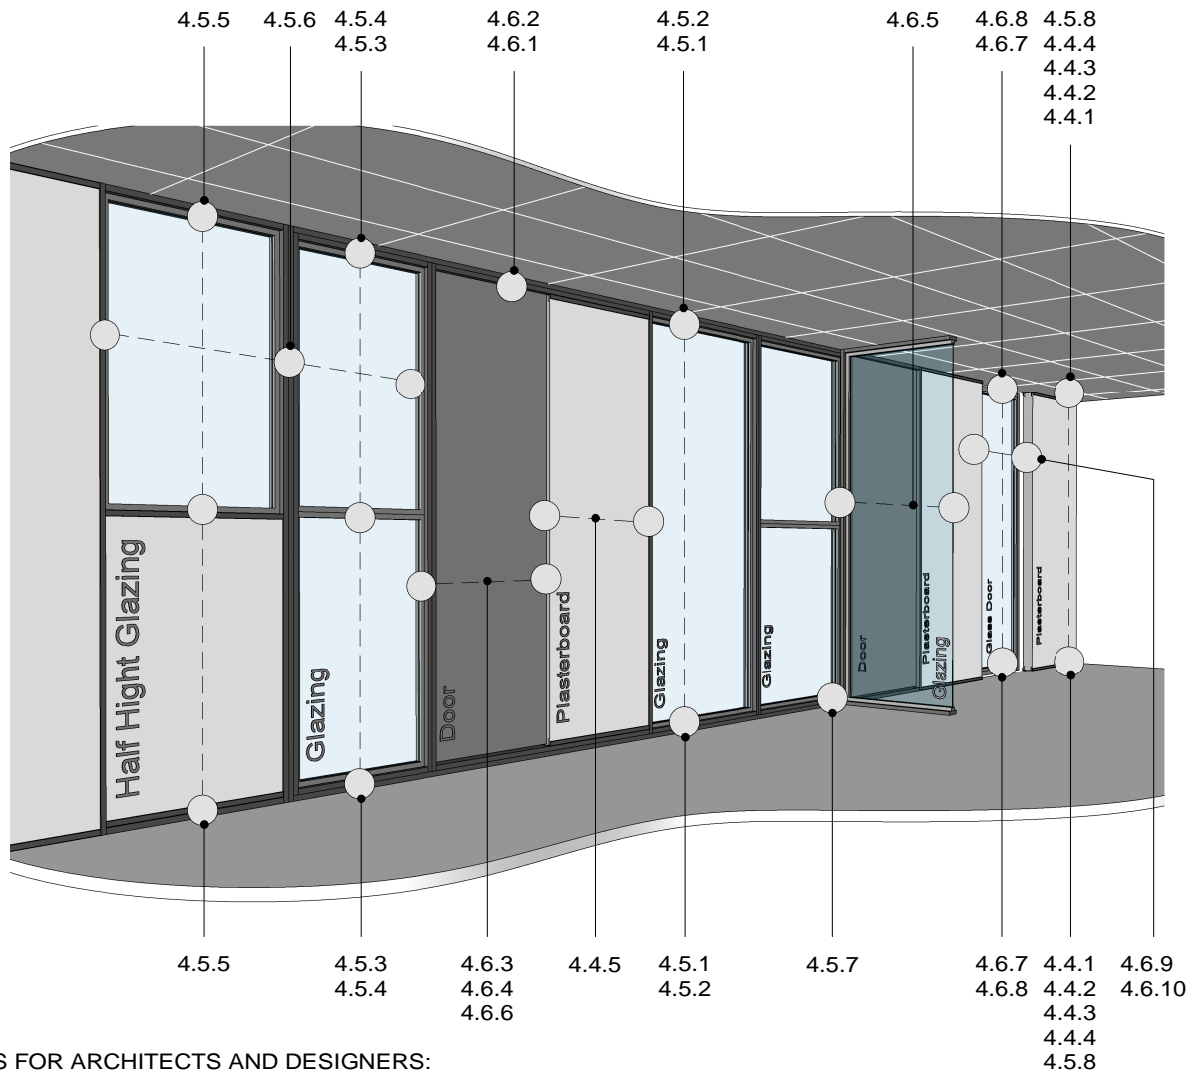 4.5.5
4.5.6
4.5.4
4.5.3
4.6.2
4.6.1
4.5.2
4.5.1
4.6.5
4.6.8
4.6.7
4.5.8
4.4.4
4.4.3
4.4.2
4.4.1
Half Hight Glazing
Glazing
Door
Plasterboard
Glazing
Glazing
Door
Plasterboard
Glazing
Glass Door
Plasterboard
4.5.5
4.5.3
4.5.4
4.6.3
4.6.4
4.6.6
4.4.5
4.5.1
4.5.2
4.5.7
4.6.7
4.6.8
4.4.1
4.4.2
4.4.3
4.4.4
4.5.8
4.6.9
4.6.10
S FOR ARCHITECTS AND DESIGNERS: